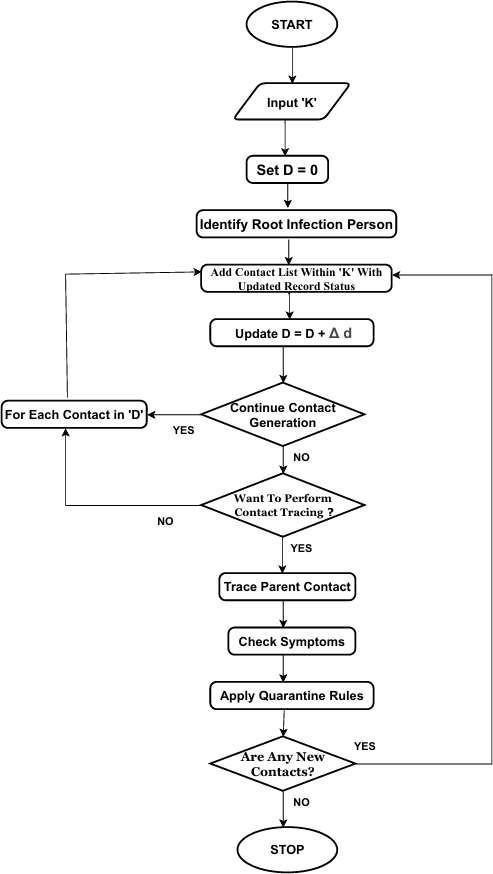 START
Input 'K'
Set D = 0
Identify Root Infection Person
Add Contact List Within 'K' With
Updated Record Status
Update D = D + Δ d
Continue Contact
Generation
For Each Contact in 'D'
YES
NO
Want To Perform
Contact Tracing ?
NO
YES
Trace Parent Contact
Check Symptoms
Apply Quarantine Rules
Are Any New
Contacts?
YES
NO
STOP